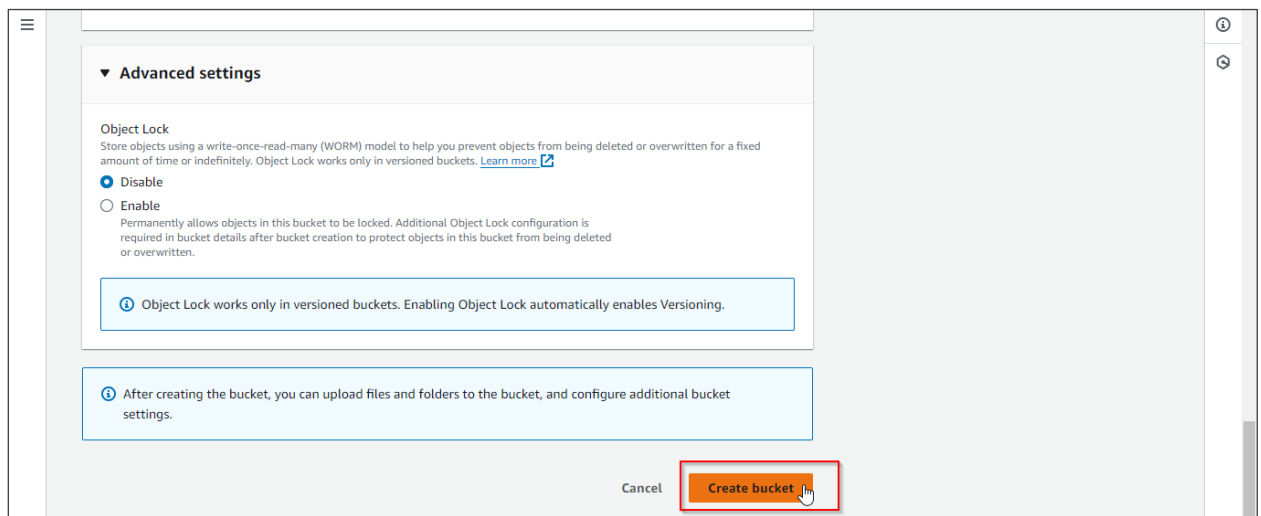 Advanced settings
Object Lock
Store objects using a write-once-read-many (WORM) model to help you prevent objects from being deleted or overwritten for a fixed
amount of time or indefinitely. Object Lock works only in versioned buckets. Learn more
Disable
Enable
Permanently allows objects in this bucket to be locked. Additional Object Lock configuration is
required in bucket details after bucket creation to protect objects in this bucket from being deleted
or overwritten.
Object Lock works only in versioned buckets. Enabling Object Lock automatically enables Versioning.
After creating the bucket, you can upload files and folders to the bucket, and configure additional bucket
settings.
Cancel Create bucket